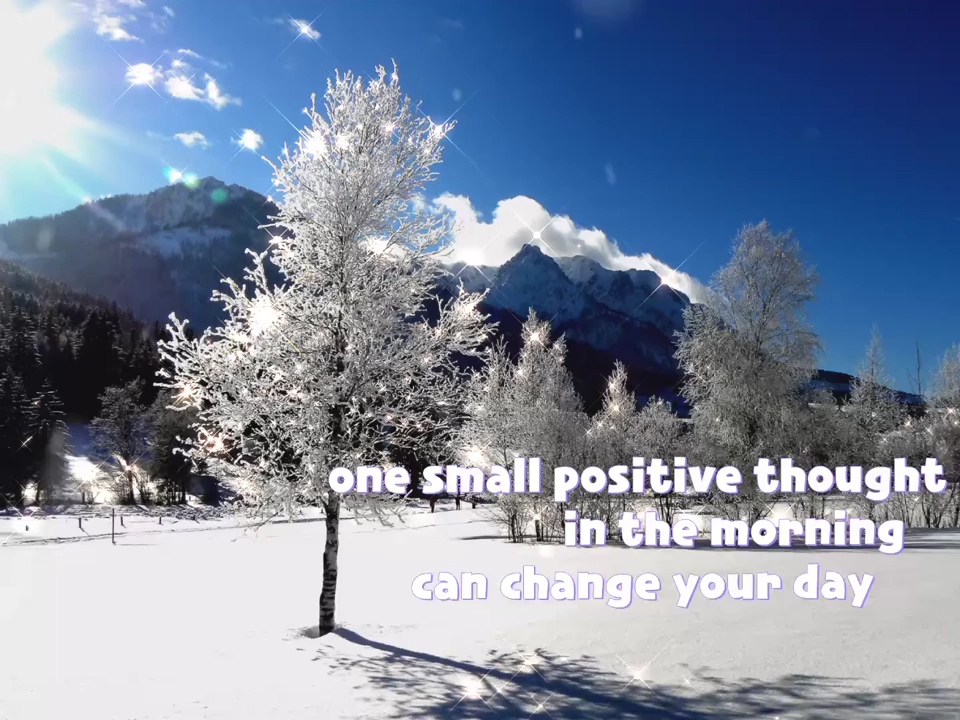 one small positive thought
in the morning
can change your day